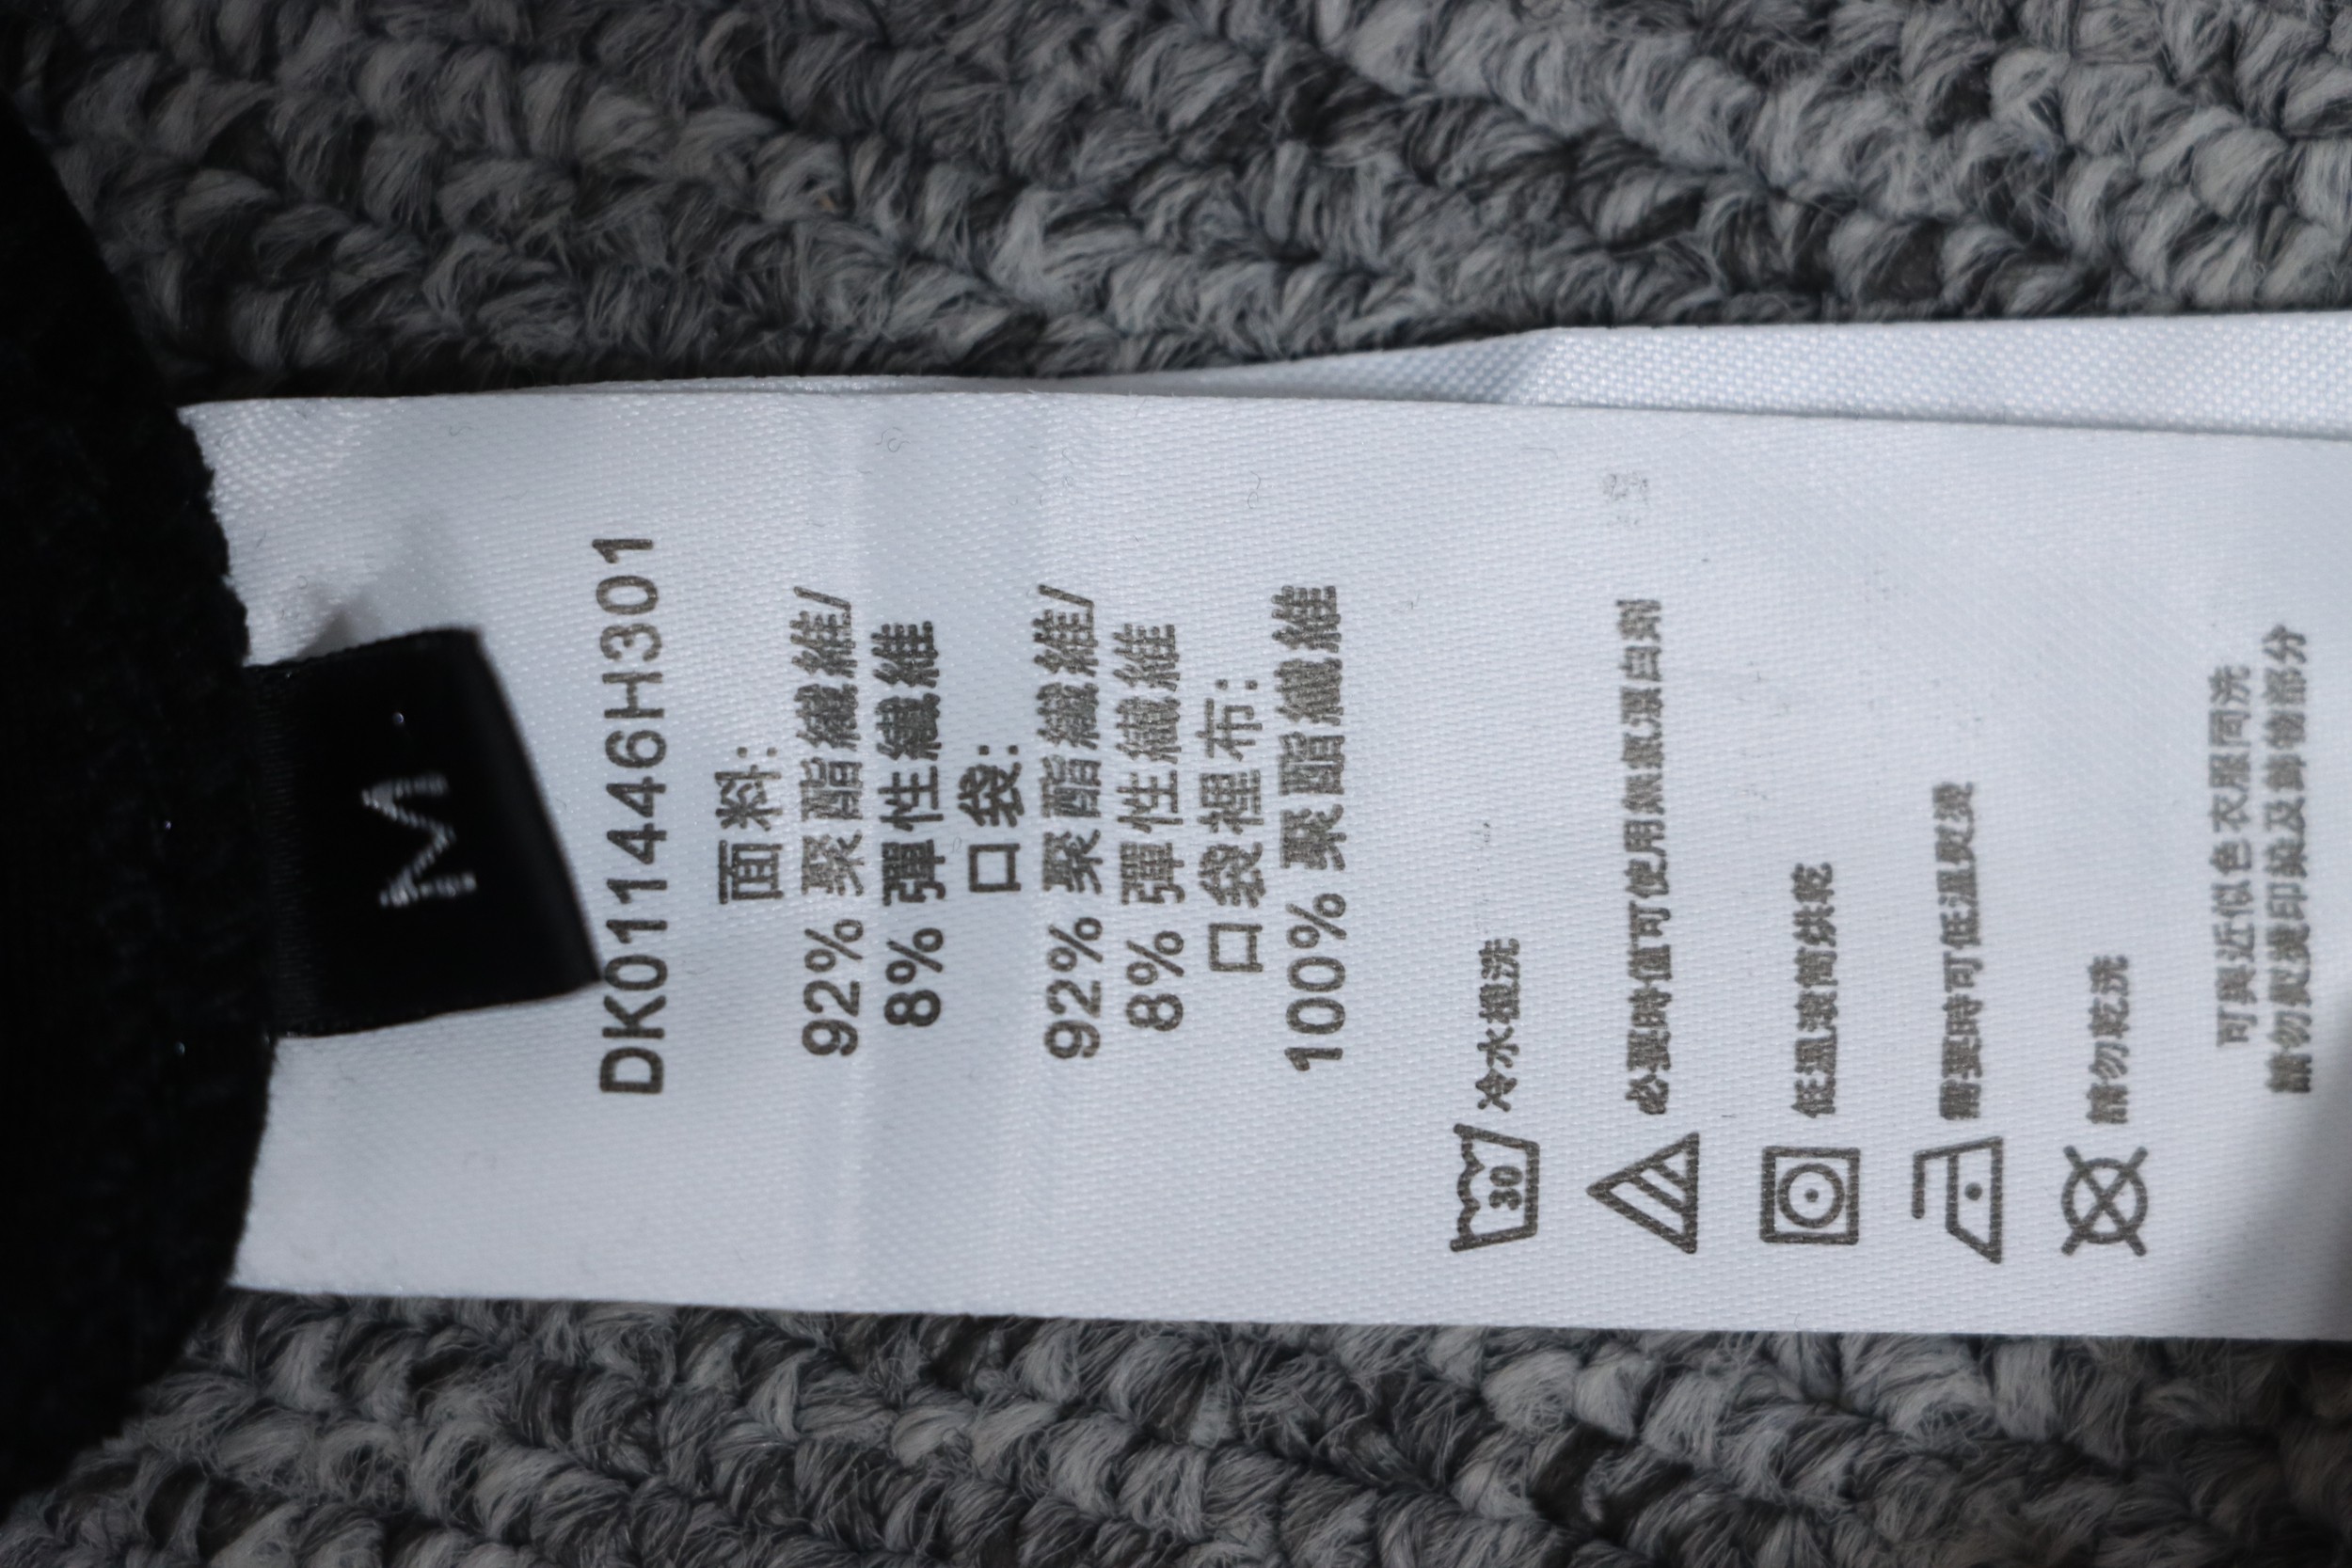 M
DK011446H301
面料:
92% 聚酯纖維/
8% 彈性纖維
口袋:
92% 聚酯纖維/
8% 彈性纖維
口袋裡布:
100% 聚酯纖維
30 冷水機洗
必要時值可使用無氯漂白劑
低溫滾筒烘乾
需要時可低溫熨燙
請勿乾洗
可與近似色衣服同洗
請勿熨燙印染及飾物部分